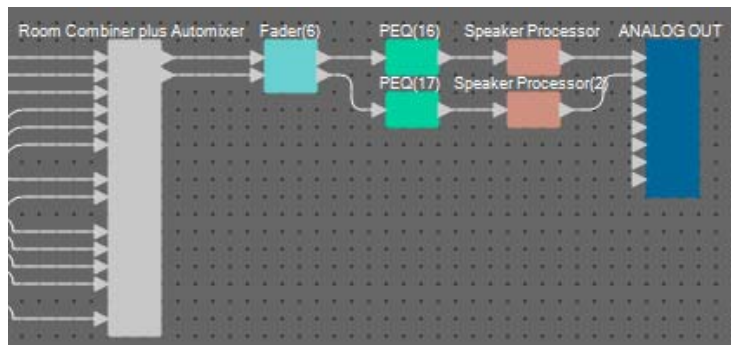 Room Combiner plus Automixer Fader(6) PEQ(16) Speaker Processor ANALOG OUT
PEQ(17) Speaker Processor(2)